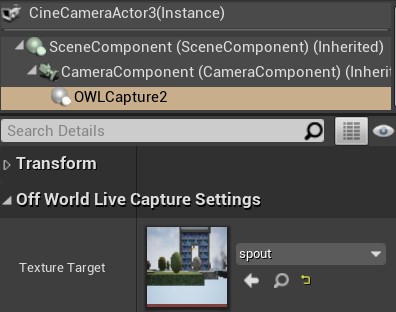 CineCameraActor3(Instance)
SceneComponent (SceneComponent) (Inherited)
CameraComponent (CameraComponent) (Inherit
OWLCapture2
Search Details
Transform
Off World Live Capture Settings
Texture Target
spout